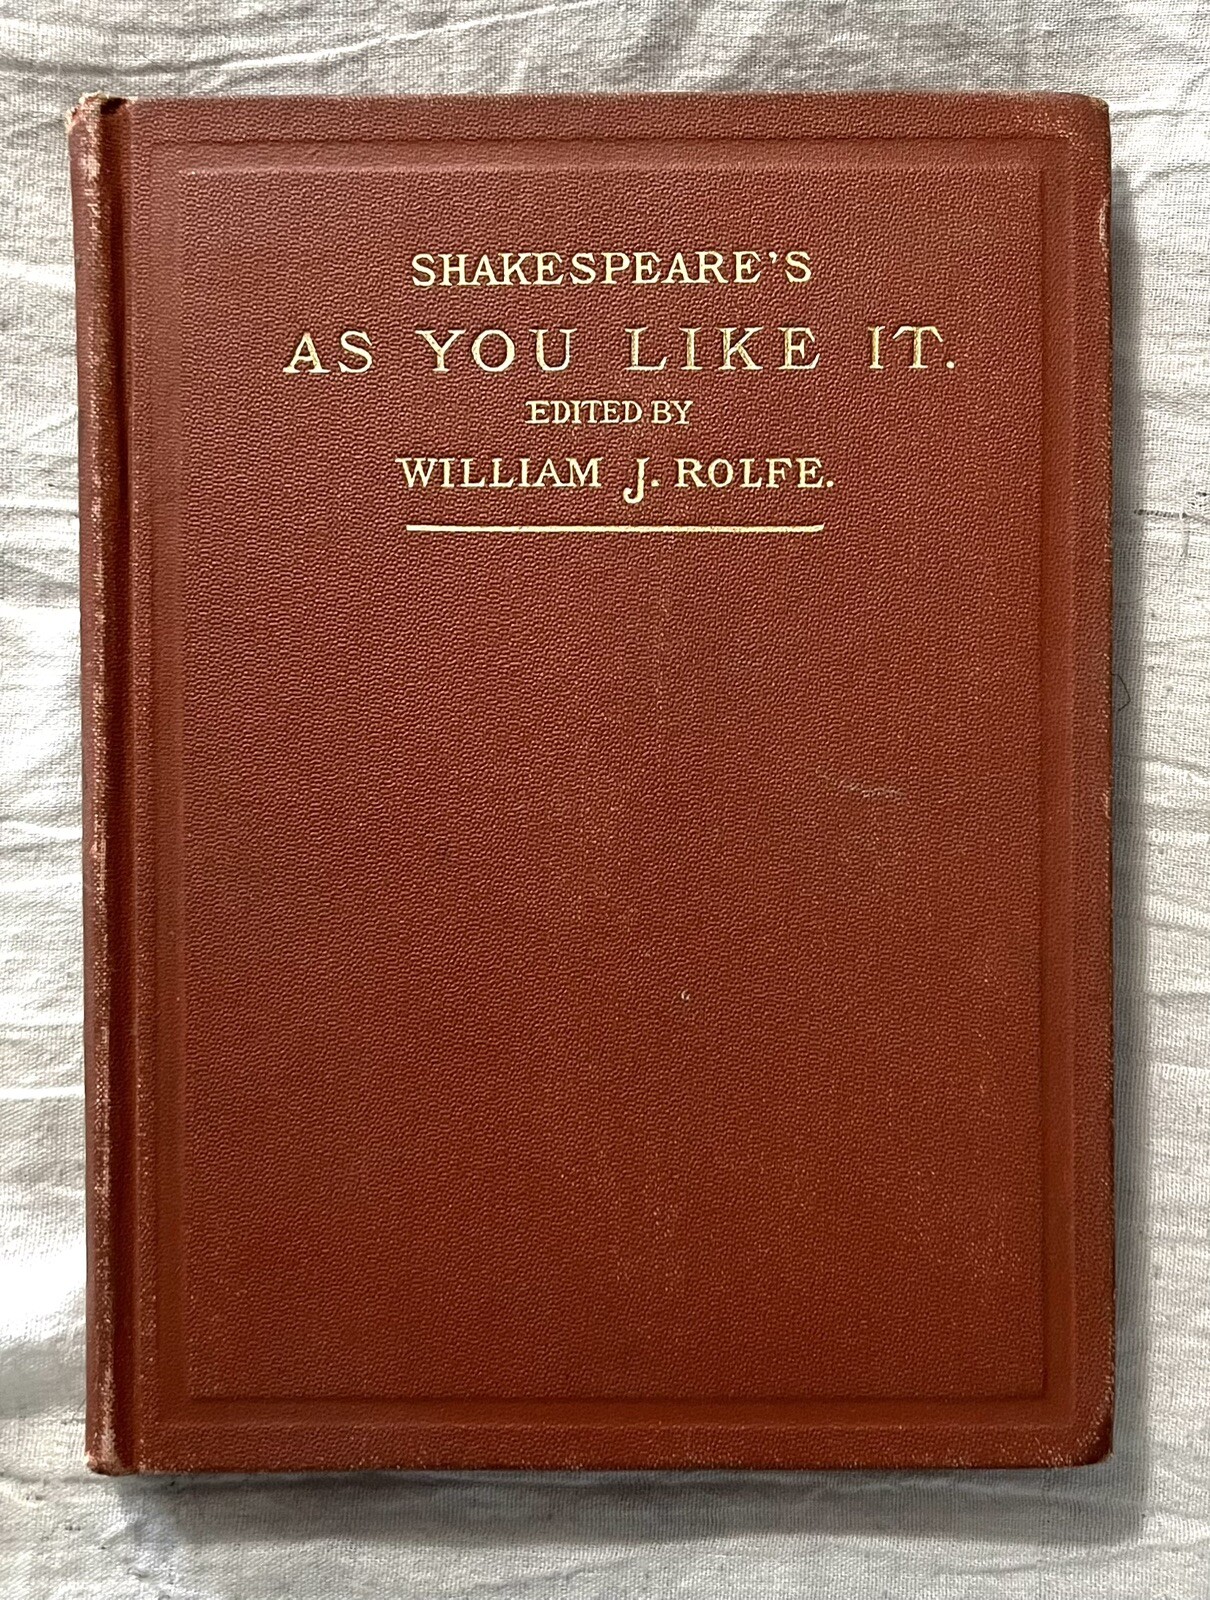 SHAKESPEARE'S
AS YOU LIKE IT.
EDITED BY
WILLIAM J. ROLFE.